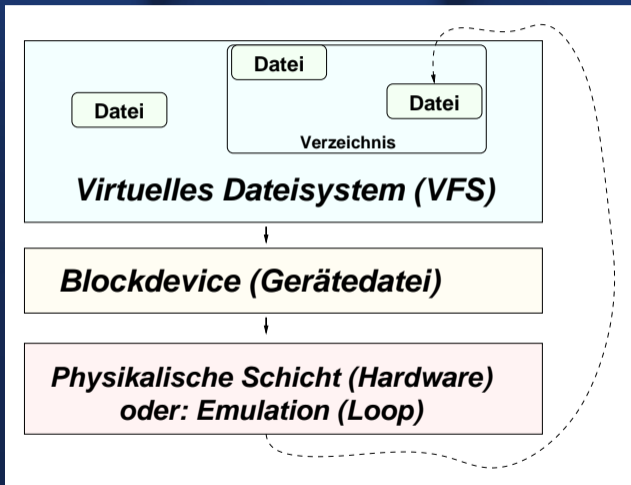 Datei
Datei
Datei
Verzeichnis
Virtuelles Dateisystem (VFS)
Blockdevice (Gerätedatei)
Physikalische Schicht (Hardware)
oder: Emulation (Loop)